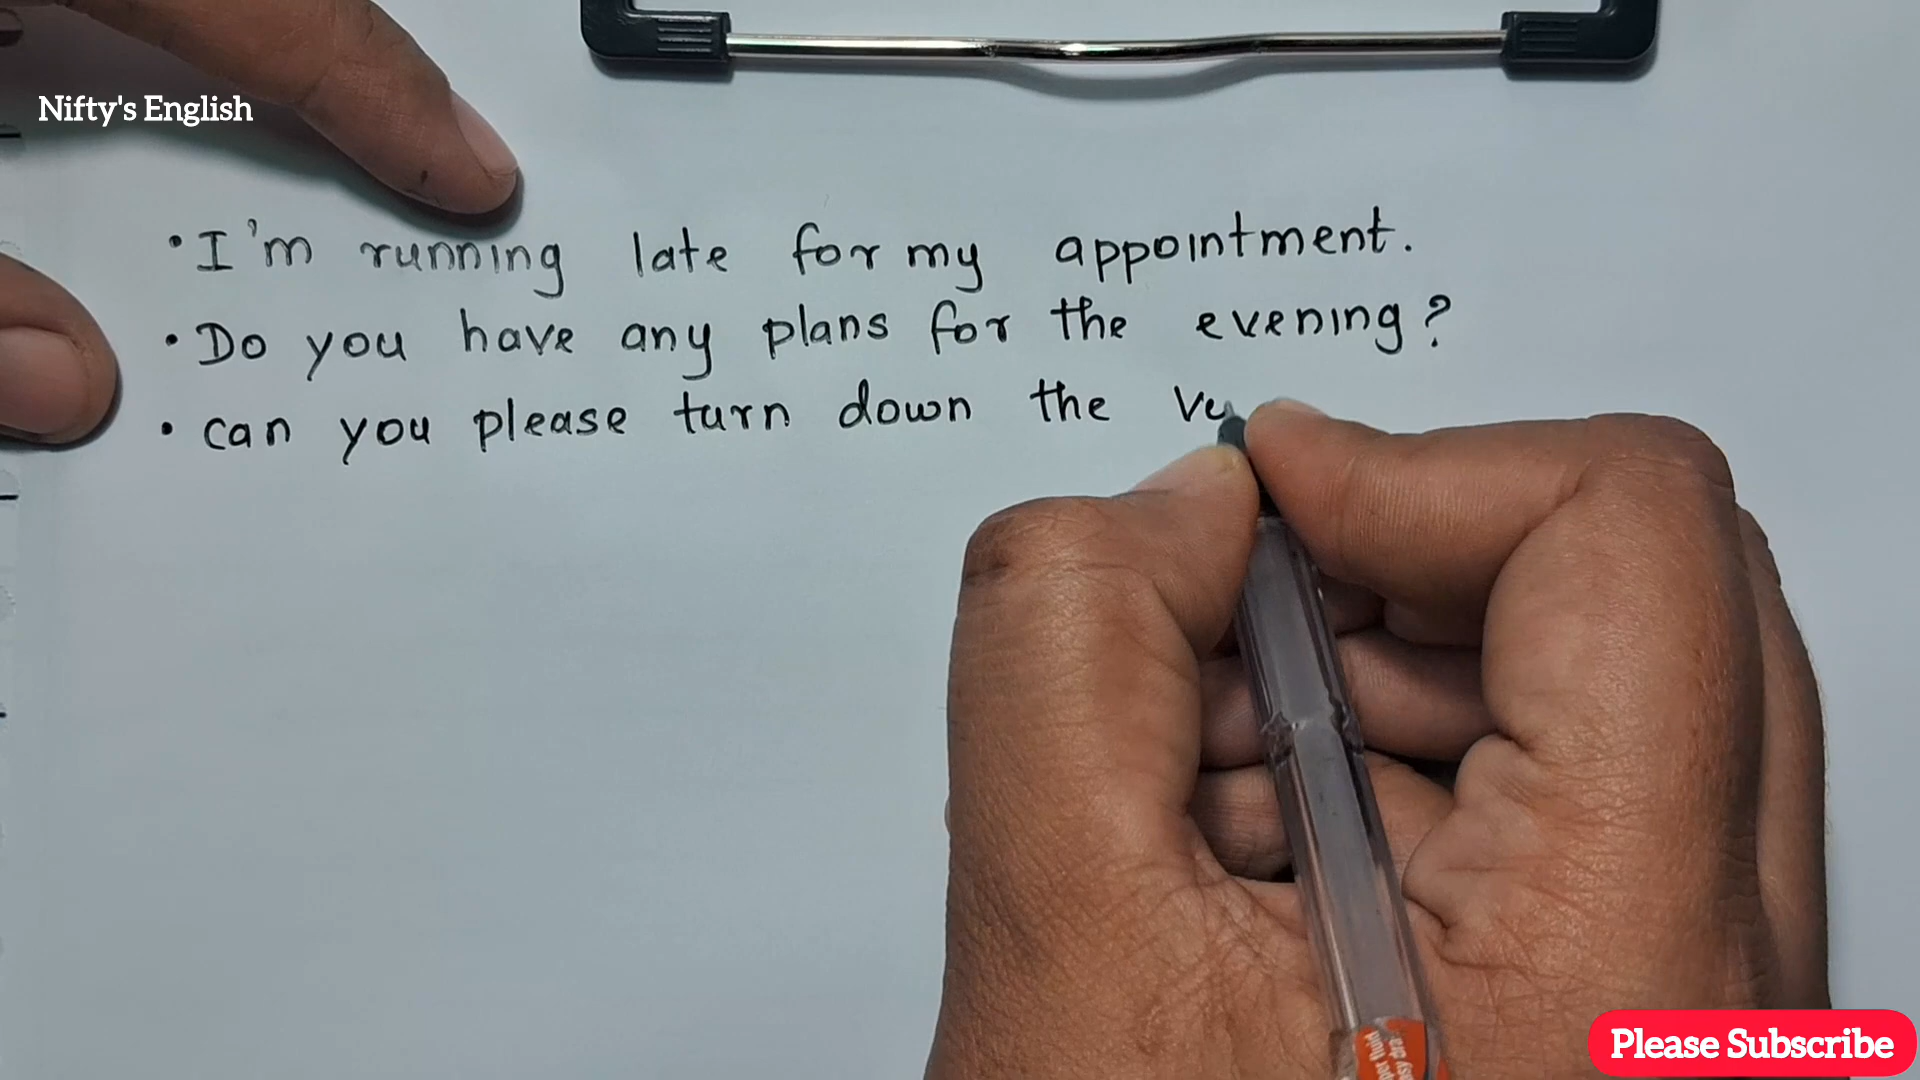 Nifty's English
• I'm running late for my appointment.
• Do you have any plans for the evening?
• can you please turn down the
Please Subscribe